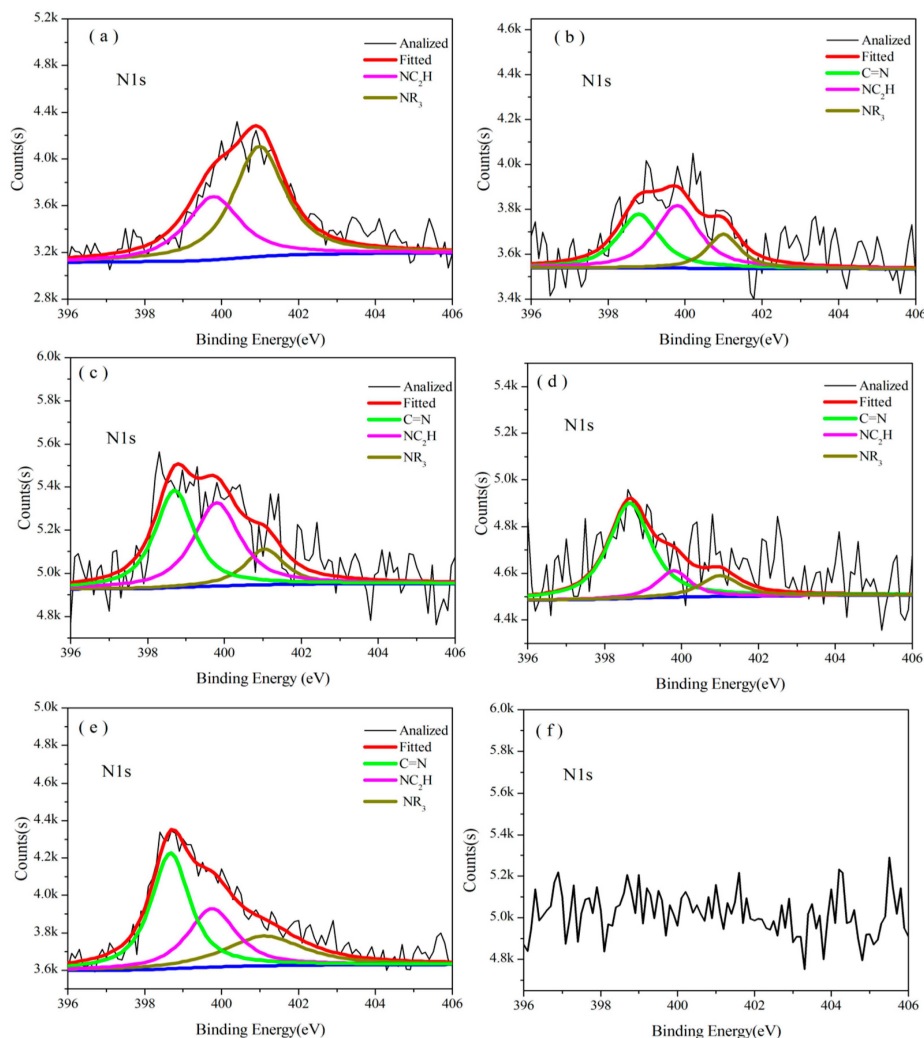 ( a )
N1s
Analized
Fitted
NC₂H
NR₃
Counts(s)
5.2k
4.8k
4.4k
4.0k
3.6k
3.2k
2.8k
396 398 400 402 404 406
Binding Energy(eV)
( b )
N1s
Analized
Fitted
C=N
NC₂H
NR₃
Counts(s)
4.6k
4.4k
4.2k
4.0k
3.8k
3.6k
3.4k
396 398 400 402 404 406
Binding Energy(eV)
( c )
N1s
Analized
Fitted
C=N
NC₂H
NR₃
Counts(s)
6.0k
5.8k
5.6k
5.4k
5.2k
5.0k
4.8k
396 398 400 402 404 406
Binding Energy (eV)
( d )
N1s
Analized
Fitted
C=N
NC₂H
NR₃
Counts(s)
5.4k
5.2k
5.0k
4.8k
4.6k
4.4k
396 398 400 402 404 406
Binding Energy(eV)
( e )
N1s
Analized
Fitted
C=N
NC₂H
NR₃
Counts(s)
5.0k
4.8k
4.6k
4.4k
4.2k
4.0k
3.8k
3.6k
396 398 400 402 404 406
Binding Energy(eV)
( f )
N1s
Counts(s)
6.0k
5.8k
5.6k
5.4k
5.2k
5.0k
4.8k
396 398 400 402 404 406
Binding Energy(eV)